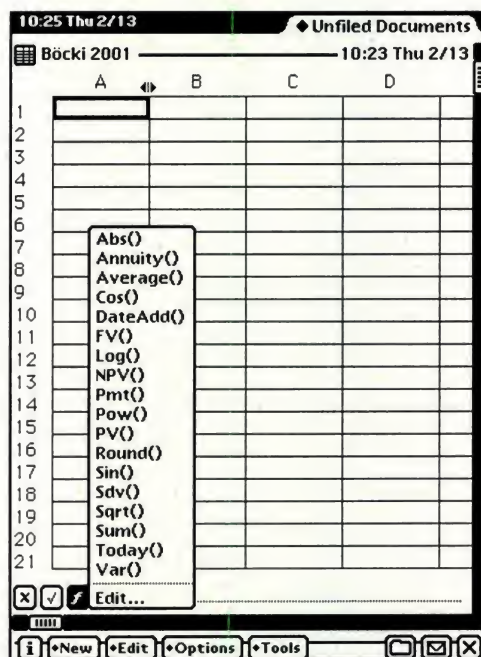 10:25 Thu 2/13
◆Unfiled Documents
Böcki 2001 10:23 Thu 2/13
A B C D
1
2
3
4
5
6
7
8
9
10
11
12
13
14
15
16
17
18
19
20
21
Abs()
Annuity()
Average()
Cos()
DateAdd()
FV()
Log()
NPV()
Pmt()
Pow()
PV()
Round()
Sin()
Sdv()
Sqrt()
Sum()
Today()
Var()
f Edit...
i ◆New ◆Edit ◆Options ◆Tools